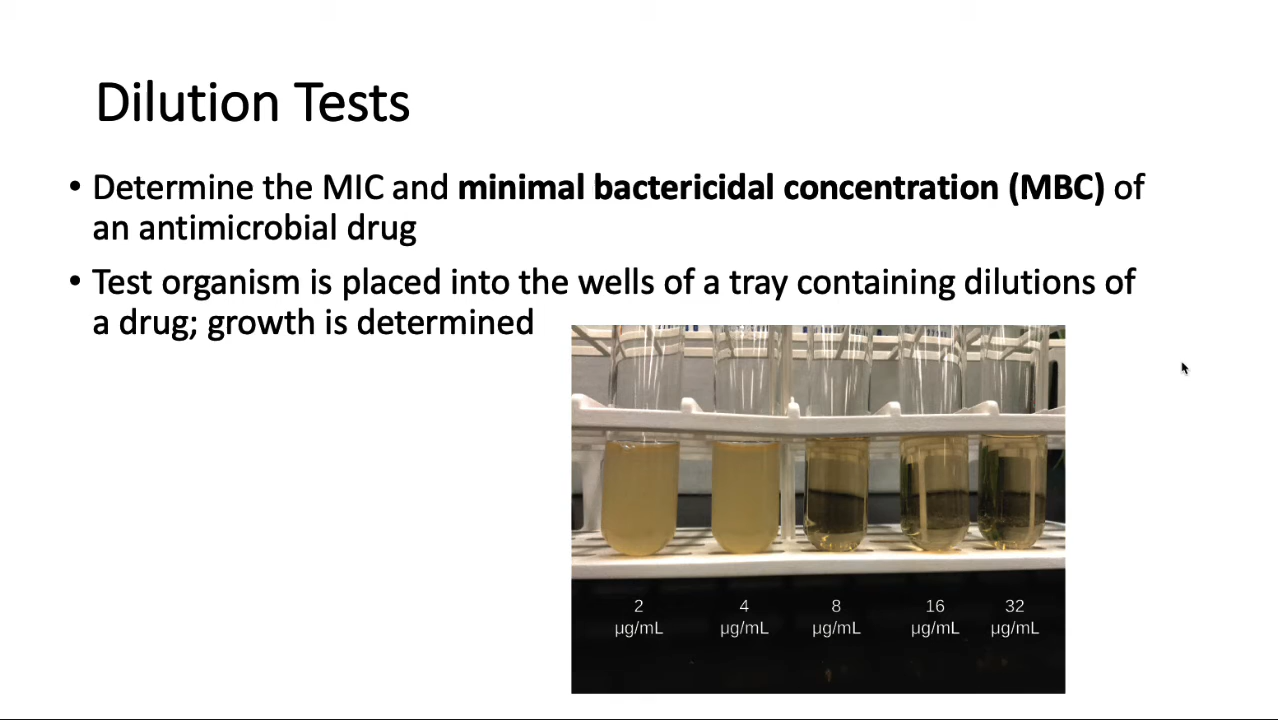 Dilution Tests
• Determine the MIC and minimal bactericidal concentration (MBC) of
an antimicrobial drug
• Test organism is placed into the wells of a tray containing dilutions of
a drug; growth is determined
2 4 8 16 32
µg/mL µg/mL µg/mL µg/mL µg/mL